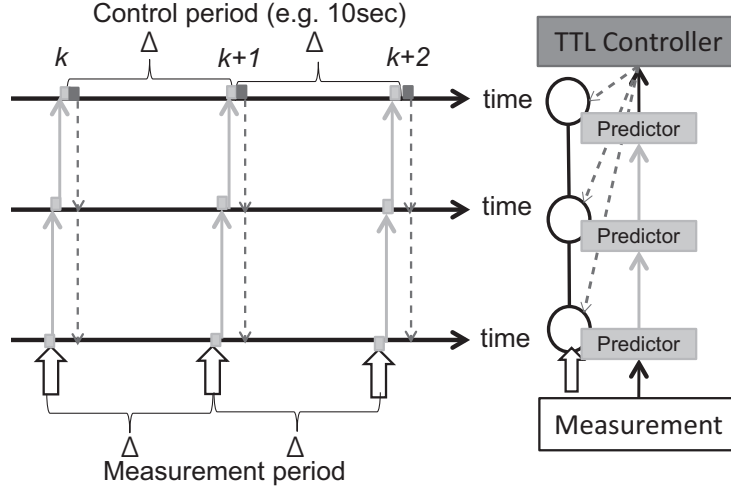 Control period (e.g. 10sec)
Δ
Δ
k
k+1
k+2
time
time
time
Δ
Δ
Measurement period
TTL Controller
Predictor
Predictor
Predictor
Measurement